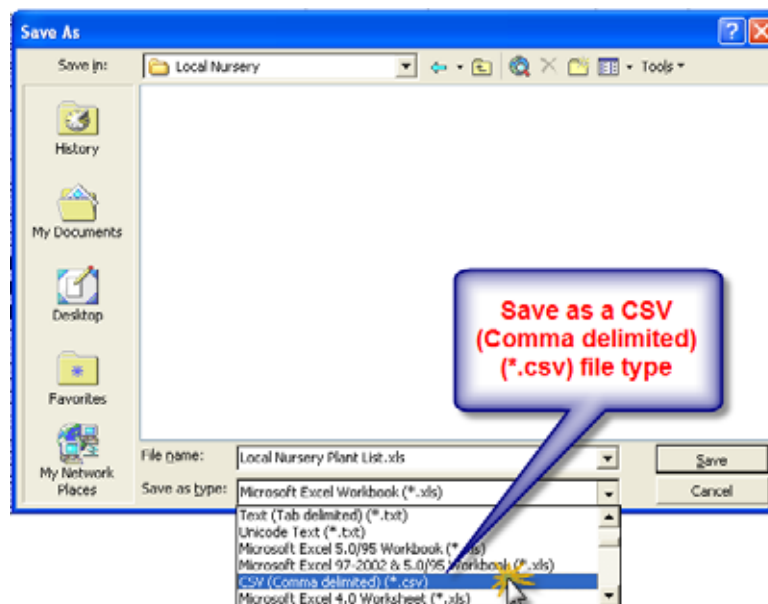 Save As
Save in:
Local Nursery
Tools
History
My Documents
Desktop
Favorites
My Network
Places
Save as a CSV
(Comma delimited)
(*.csv) file type
File name:
Local Nursery Plant List.xls
Save
Save as type:
Microsoft Excel Workbook (*.xls)
Cancel
Text (Tab delimited) (*.txt)
Unicode Text (*.txt)
Microsoft Excel 5.0/95 Workbook (*.xls)
Microsoft Excel 97-2002 & 5.0/95 Workbook (*.xls)
CSV (Comma delimited) (*.csv)
Microsoft Excel 4.0 Worksheet (*.xls)